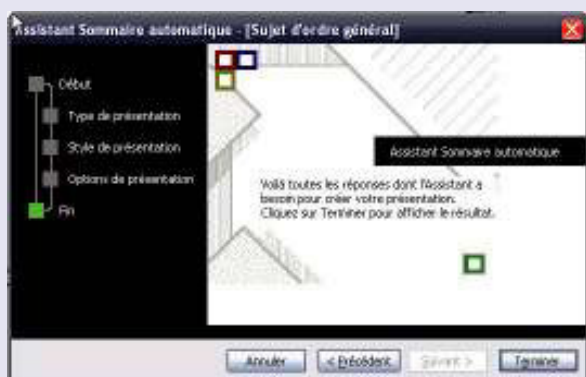 Assistant Sommaire automatique - [Sujet d'ordre général]
Début
Type de présentation
Style de présentation
Options de présentation
Fin
Assistant Sommaire automatique
Voilà toutes les réponses dont l'Assistant a
besoin pour créer votre présentation.
Cliquez sur Terminer pour afficher le résultat.
Annuler
< Précédent
Suivant >
Terminer